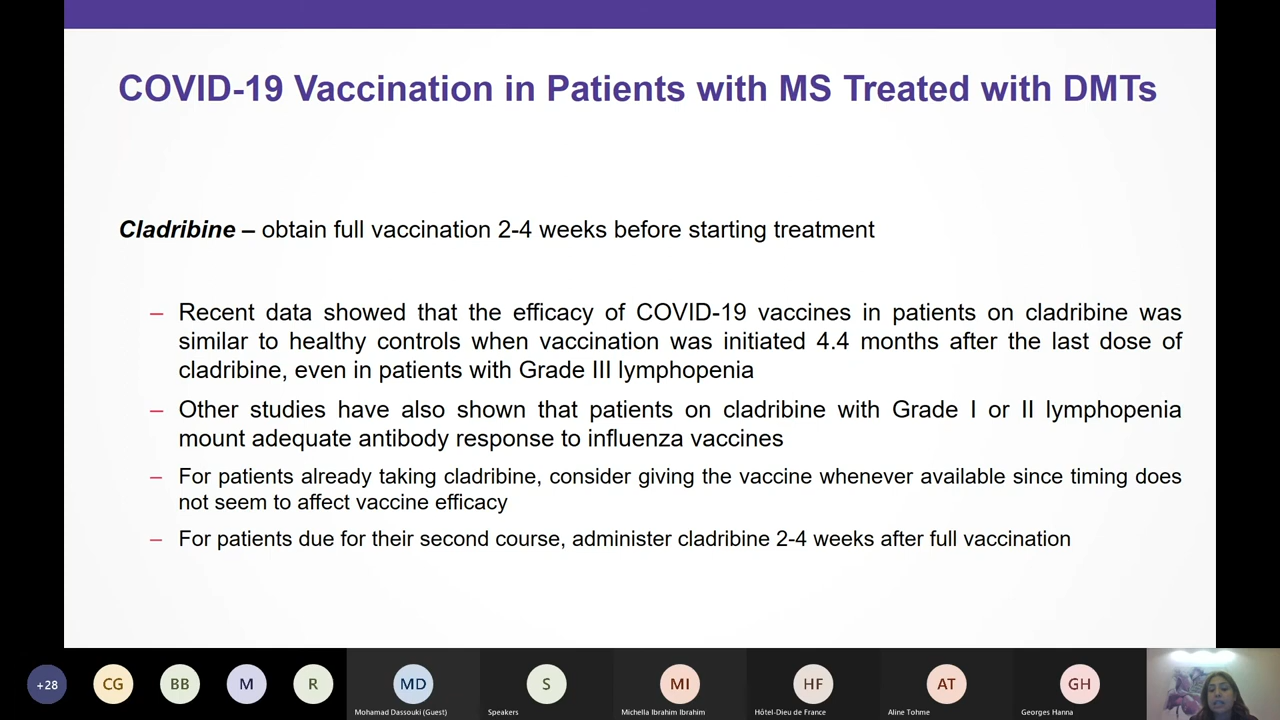 COVID-19 Vaccination in Patients with MS Treated with DMTs
Cladribine – obtain full vaccination 2-4 weeks before starting treatment
– Recent data showed that the efficacy of COVID-19 vaccines in patients on cladribine was
similar to healthy controls when vaccination was initiated 4.4 months after the last dose of
cladribine, even in patients with Grade III lymphopenia
– Other studies have also shown that patients on cladribine with Grade I or II lymphopenia
mount adequate antibody response to influenza vaccines
– For patients already taking cladribine, consider giving the vaccine whenever available since timing does
not seem to affect vaccine efficacy
– For patients due for their second course, administer cladribine 2-4 weeks after full vaccination
+28 CG BB M R MD S MI HF AT GH
Mohamad Dassouki (Guest) Speakers Michella Ibrahim Ibrahim Hôtel-Dieu de France Aline Tohme Georges Hanna